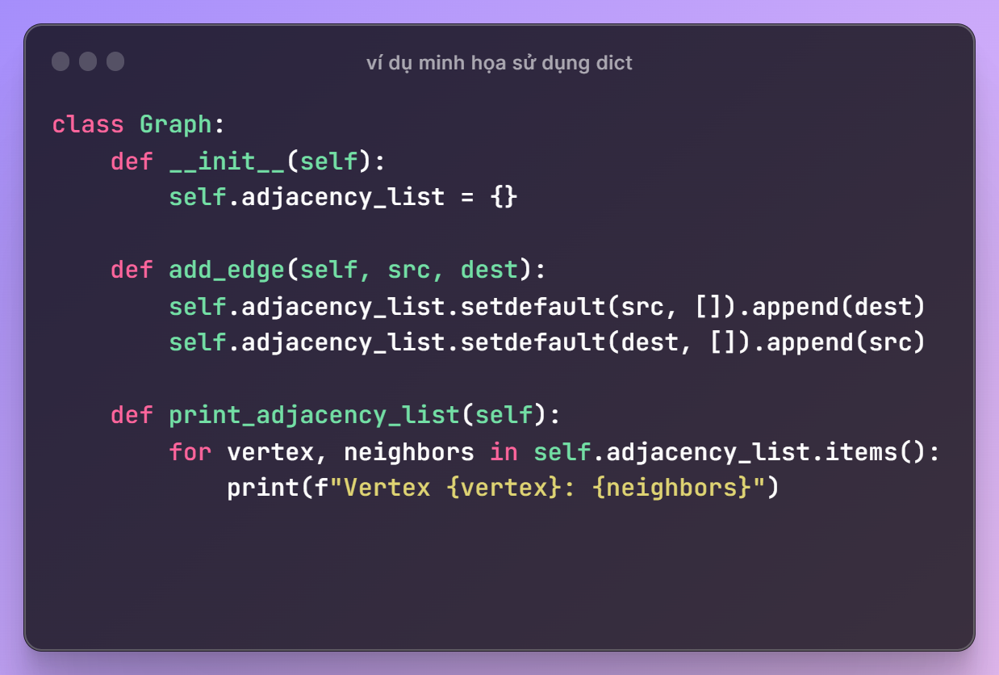 ví dụ minh họa sử dụng dict
class Graph:
    def __init__(self):
        self.adjacency_list = {}

    def add_edge(self, src, dest):
        self.adjacency_list.setdefault(src, []).append(dest)
        self.adjacency_list.setdefault(dest, []).append(src)

    def print_adjacency_list(self):
        for vertex, neighbors in self.adjacency_list.items():
            print(f"Vertex {vertex}: {neighbors}")